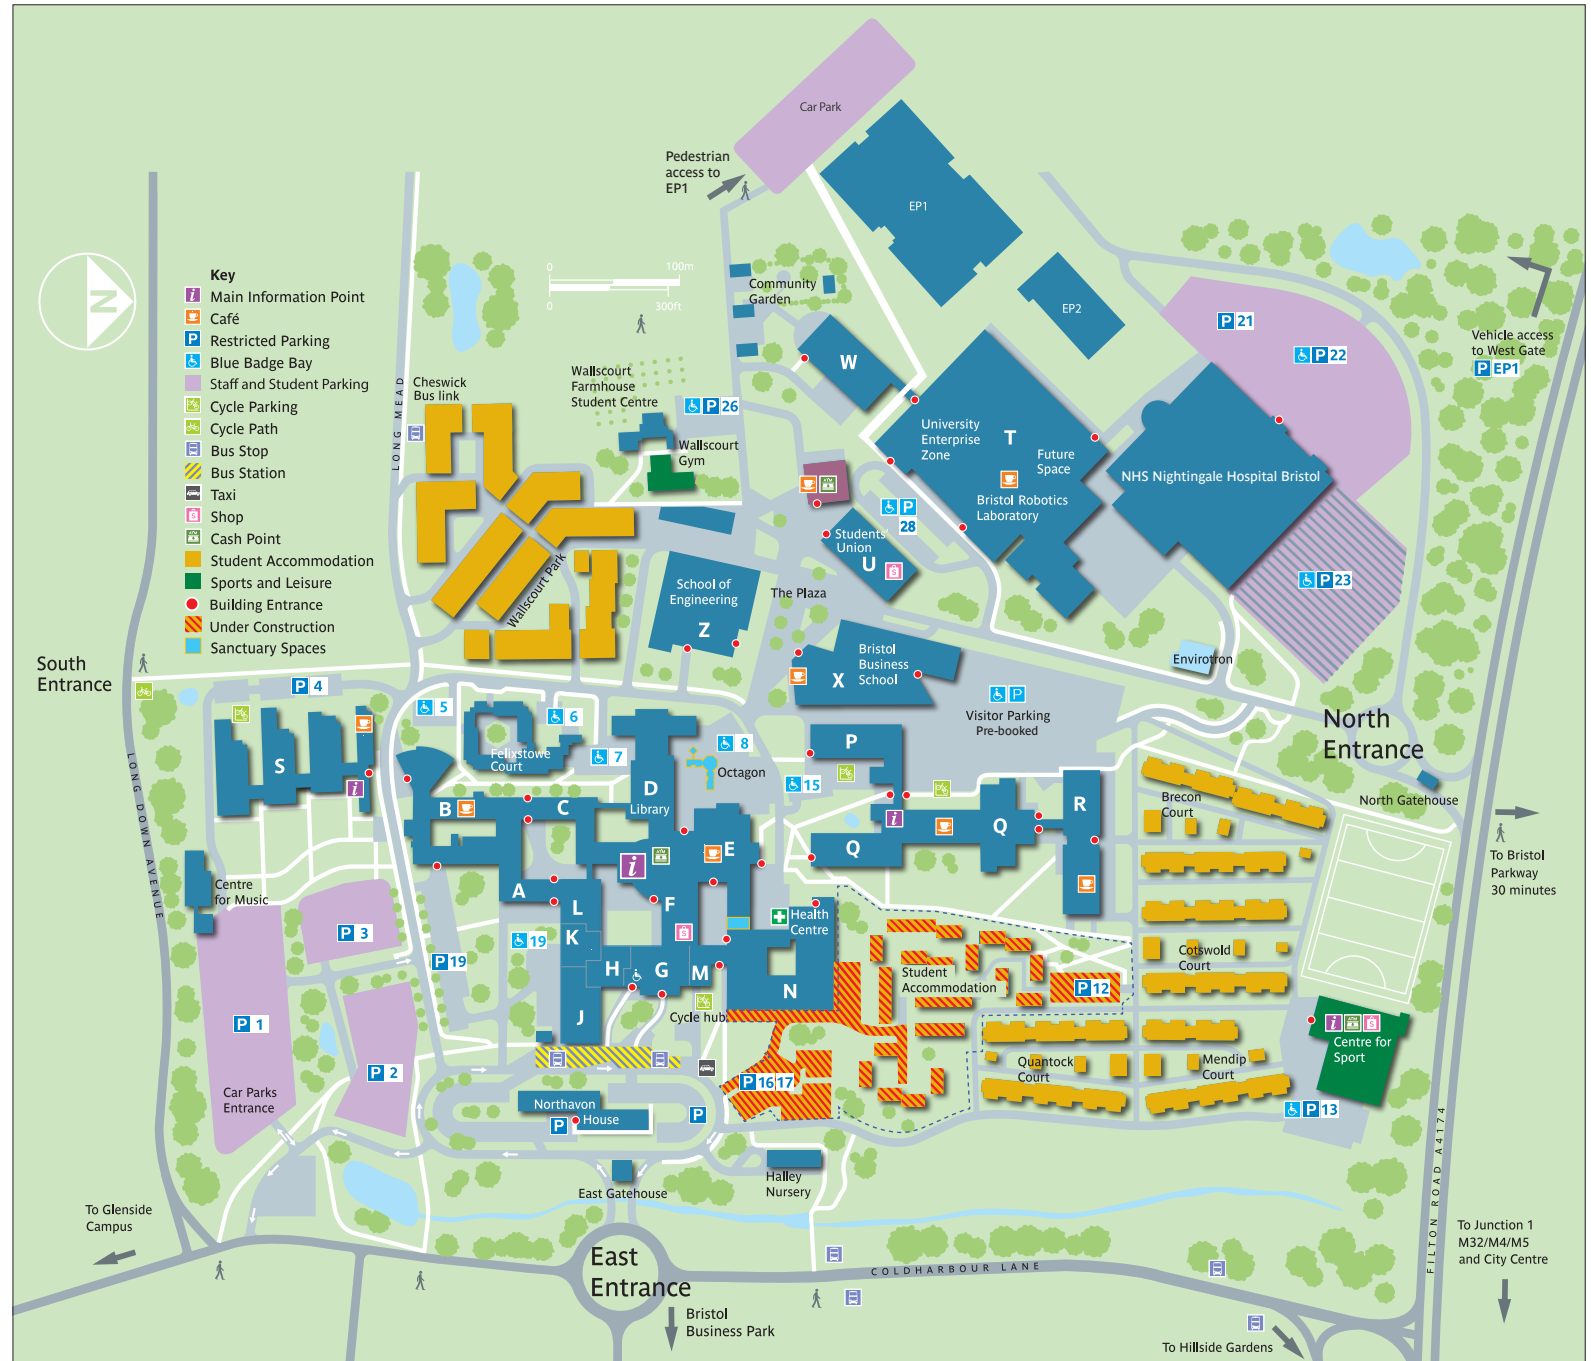 Car Park
Pedestrian
access to
EP1
EP1
EP2
0
100m
0
300ft
Community
Garden
N
Key
i
Main Information Point
Café
P
Restricted Parking
Blue Badge Bay
Staff and Student Parking
Cycle Parking
Cycle Path
Bus Stop
Bus Station
Taxi
S
Shop
ATM
Cash Point
Student Accommodation
Sports and Leisure
Building Entrance
Under Construction
Sanctuary Spaces
LONG MEAD
Cheswick
Bus link
Wallscourt
Farmhouse
Student Centre
P 26
Wallscourt
Gym
W
University
Enterprise
Zone
T
Future
Space
Bristol Robotics
Laboratory
NHS Nightingale Hospital Bristol
P 21
P 22
Vehicle access
to West Gate
P EP1
ATM
P
28
Students'
Union
U
S
P 23
Wallscourt Park
School of
Engineering
Z
The Plaza
Bristol
Business
School
X
Envirotron
P
Visitor Parking
Pre-booked
North
Entrance
North Gatehouse
South
Entrance
LONG DOWN AVENUE
P 4
5
6
7
8
15
Felixstowe
Court
S
i
B
C
D
Library
Octagon
P
E
i
ATM
A
L
K
F
S
H
G
M
J
N
i
Q
Q
R
Health
Centre
Brecon
Court
To Bristol
Parkway
30 minutes
Centre
for Music
P 3
19
P 19
P 1
P 2
Car Parks
Entrance
Cycle hub
Student
Accommodation
P 12
Cotswold
Court
P 16 17
Quantock
Court
Mendip
Court
i
ATM
S
Centre for
Sport
P 13
Northavon
House
P
P
East Gatehouse
Halley
Nursery
To Glenside
Campus
East
Entrance
Bristol
Business Park
COLDHARBOUR LANE
FILTON ROAD A4174
To Junction 1
M32/M4/M5
and City Centre
To Hillside Gardens